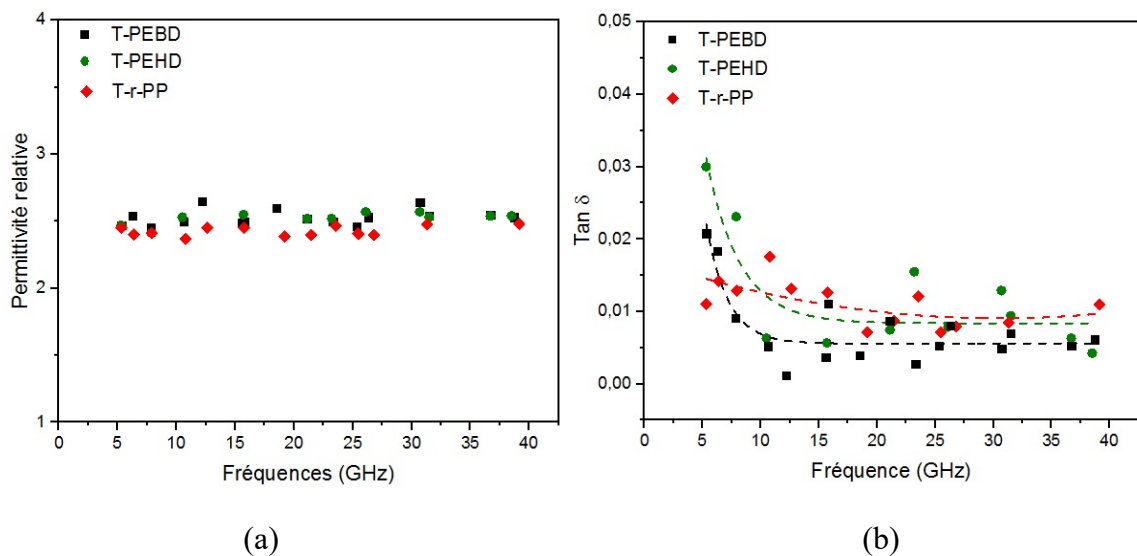 4
3
2
1
Permittivité relative
T-PEBD
T-PEHD
T-r-PP
0 5 10 15 20 25 30 35 40
Fréquences (GHz)
(a)
0,05
0,04
0,03
0,02
0,01
0,00
Tan δ
T-PEBD
T-PEHD
T-r-PP
0 5 10 15 20 25 30 35 40
Fréquence (GHz)
(b)